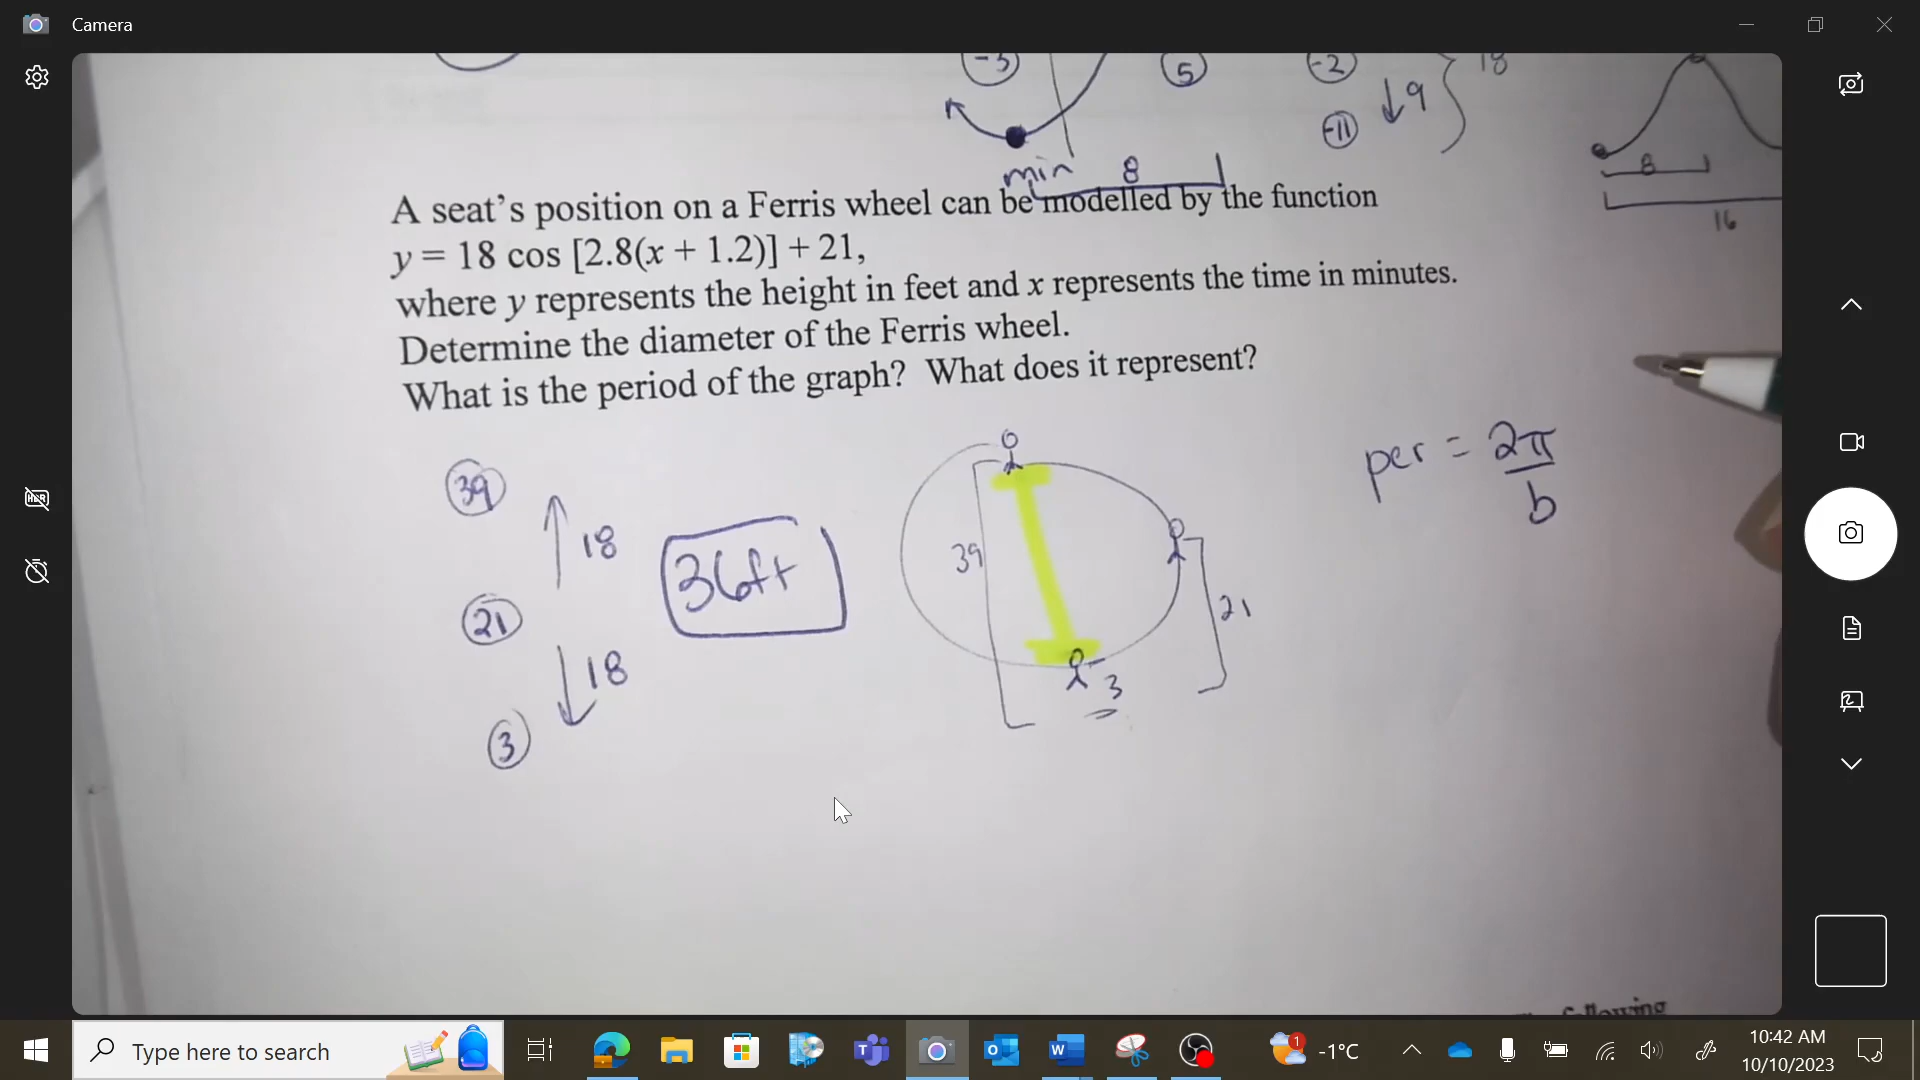 Camera
-3
5
-2
18
↓9
-11
8
min 8
16
A seat's position on a Ferris wheel can be modelled by the function
y = 18 cos [2.8(x + 1.2)] + 21,
where y represents the height in feet and x represents the time in minutes.
Determine the diameter of the Ferris wheel.
What is the period of the graph? What does it represent?
39
↑18
21
↓18
3
36ft
39
21
3
per = 2π
b
following
Type here to search
1
-1°C
10:42 AM
10/10/2023